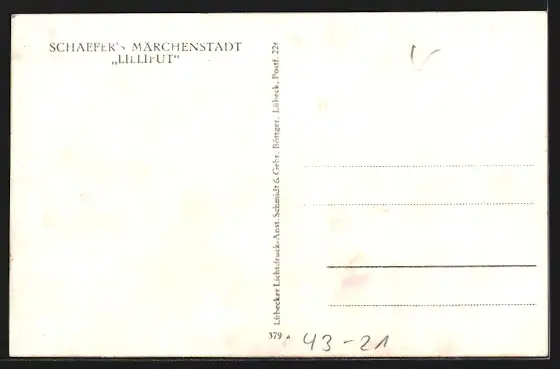 SCHAEFER'S MÄRCHENSTADT
„LILLIPUT“
Lübecker Lichtdruck-Anst. Schmidt & Gebr. Böttger, Lübeck, Postf. 22
379
43-21